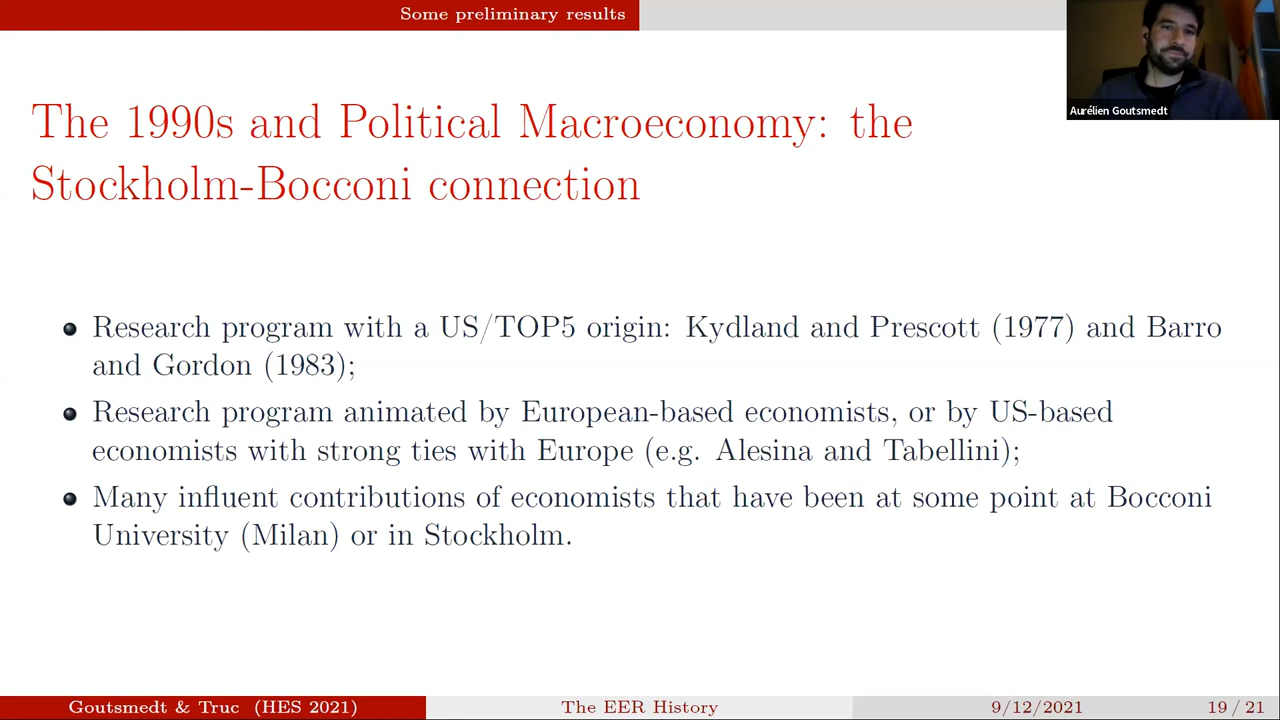 Some preliminary results
Aurélien Goutsmedt
The 1990s and Political Macroeconomy: the
Stockholm-Bocconi connection
Research program with a US/TOP5 origin: Kydland and Prescott (1977) and Barro
and Gordon (1983);
Research program animated by European-based economists, or by US-based
economists with strong ties with Europe (e.g. Alesina and Tabellini);
Many influent contributions of economists that have been at some point at Bocconi
University (Milan) or in Stockholm.
Goutsmedt & Truc (HES 2021) The EER History 9/12/2021 19 / 21